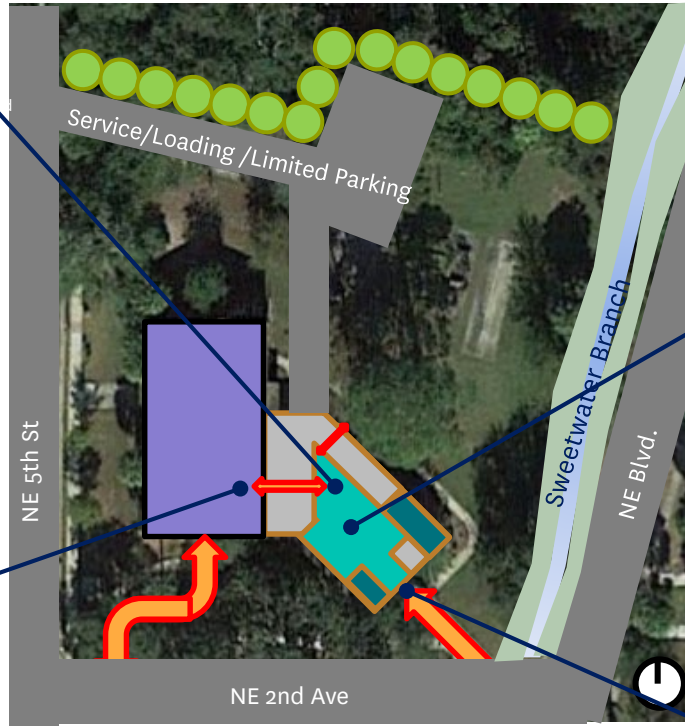 Service/Loading /Limited Parking
Sweetwater Branch
NE 5th St
NE Blvd.
NE 2nd Ave